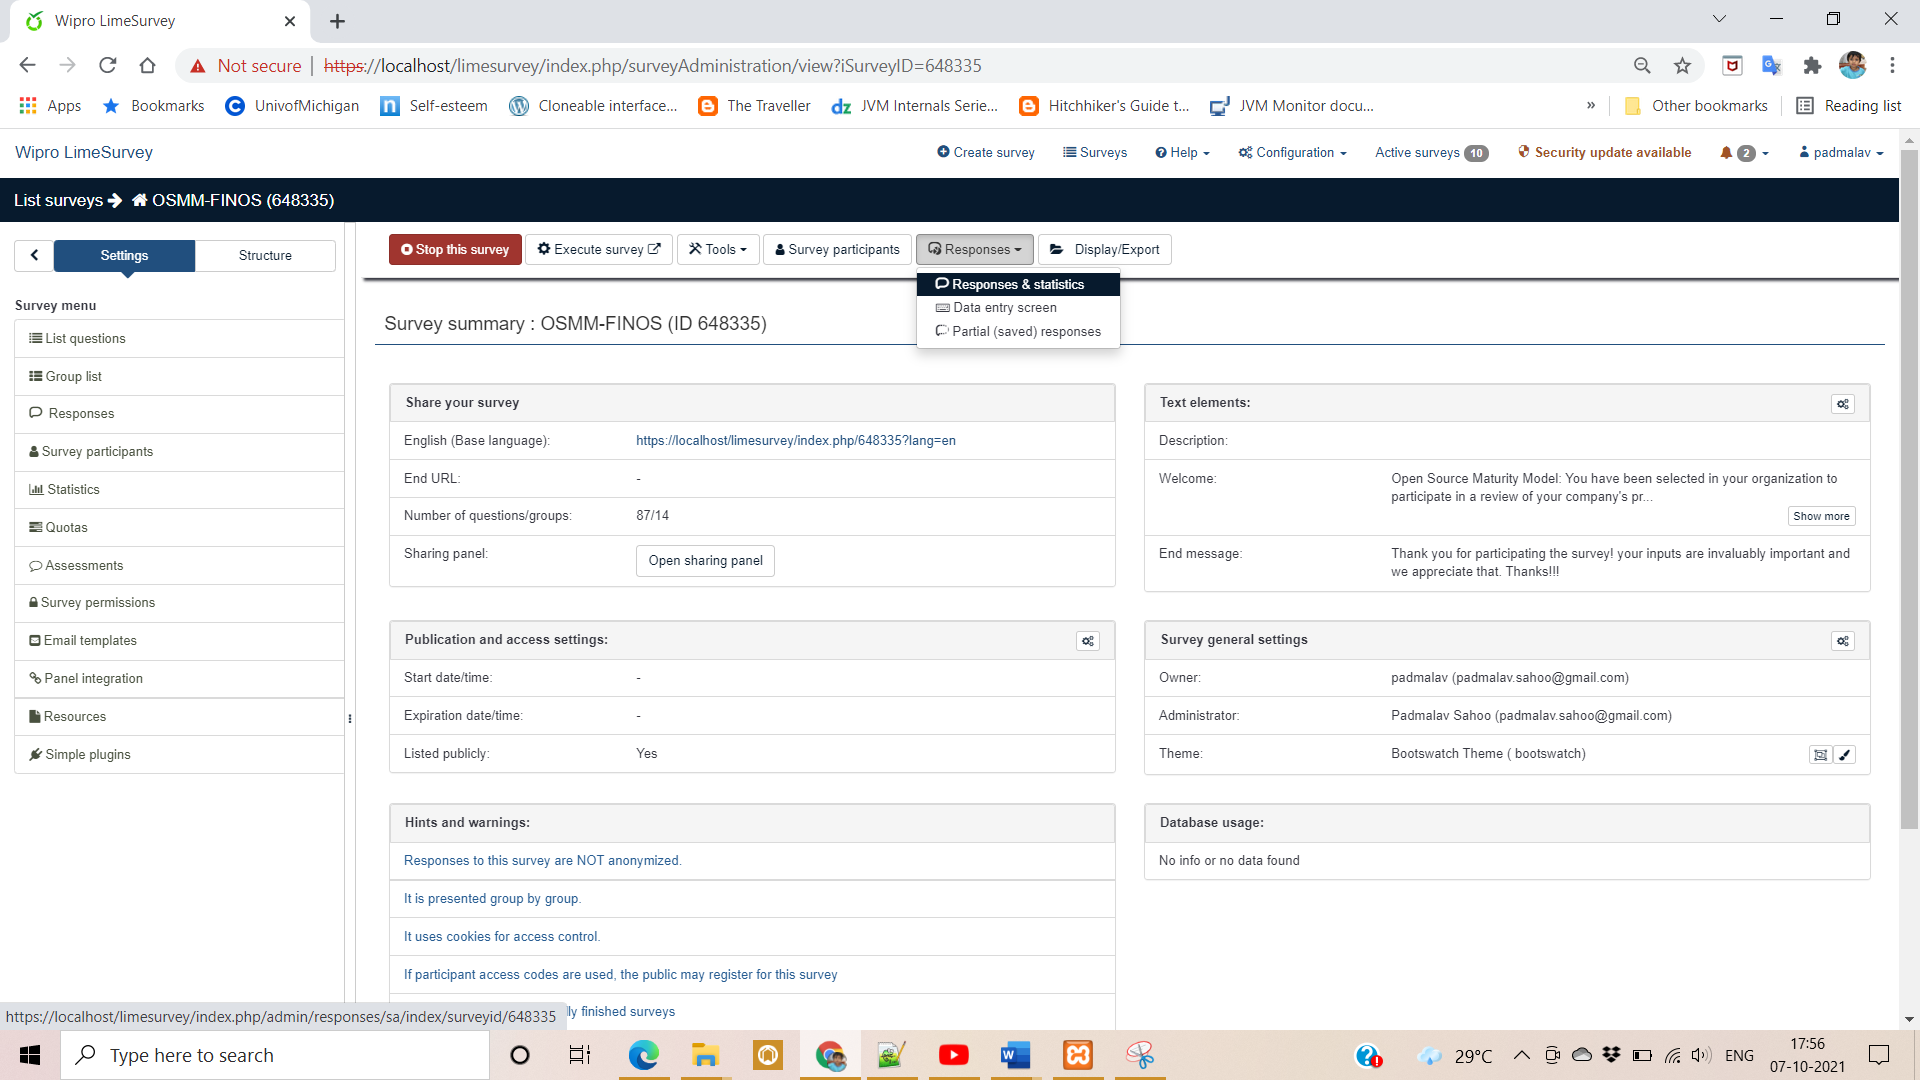 Wipro LimeSurvey
Not secure | https://localhost/limesurvey/index.php/surveyAdministration/view?iSurveyID=648335
Apps Bookmarks UnivofMichigan Self-esteem Cloneable interface... The Traveller JVM Internals Serie... Hitchhiker's Guide t... JVM Monitor docu... » Other bookmarks Reading list
Wipro LimeSurvey Create survey Surveys Help Configuration Active surveys 10 Security update available 2 padmalav
List surveys OSMM-FINOS (648335)
Settings Structure
Stop this survey Execute survey Tools Survey participants Responses Display/Export
Responses & statistics
Data entry screen
Partial (saved) responses
Survey menu
List questions
Group list
Responses
Survey participants
Statistics
Quotas
Assessments
Survey permissions
Email templates
Panel integration
Resources
Simple plugins
Survey summary : OSMM-FINOS (ID 648335)
Share your survey
English (Base language): https://localhost/limesurvey/index.php/648335?lang=en
End URL: -
Number of questions/groups: 87/14
Sharing panel: Open sharing panel
Text elements:
Description:
Welcome: Open Source Maturity Model: You have been selected in your organization to
participate in a review of your company's pr...
Show more
End message: Thank you for participating the survey! your inputs are invaluably important and
we appreciate that. Thanks!!!
Publication and access settings:
Start date/time: -
Expiration date/time: -
Listed publicly: Yes
Survey general settings
Owner: padmalav (padmalav.sahoo@gmail.com)
Administrator: Padmalav Sahoo (padmalav.sahoo@gmail.com)
Theme: Bootswatch Theme ( bootswatch)
Hints and warnings:
Responses to this survey are NOT anonymized.
It is presented group by group.
It uses cookies for access control.
If participant access codes are used, the public may register for this survey
lly finished surveys
Database usage:
No info or no data found
https://localhost/limesurvey/index.php/admin/responses/sa/index/surveyid/648335
Type here to search
29°C ENG 17:56
07-10-2021